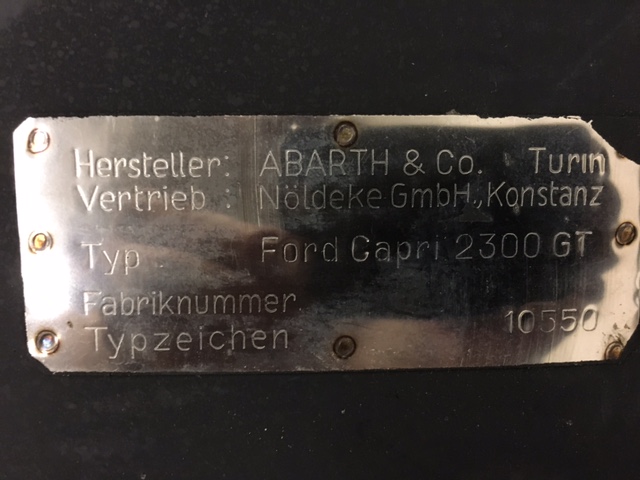 Hersteller: ABARTH & Co. Turin
Vertrieb : Nöldeke GmbH., Konstanz
Typ Ford Capri 2300 GT
Fabriknummer
Typzeichen 10550